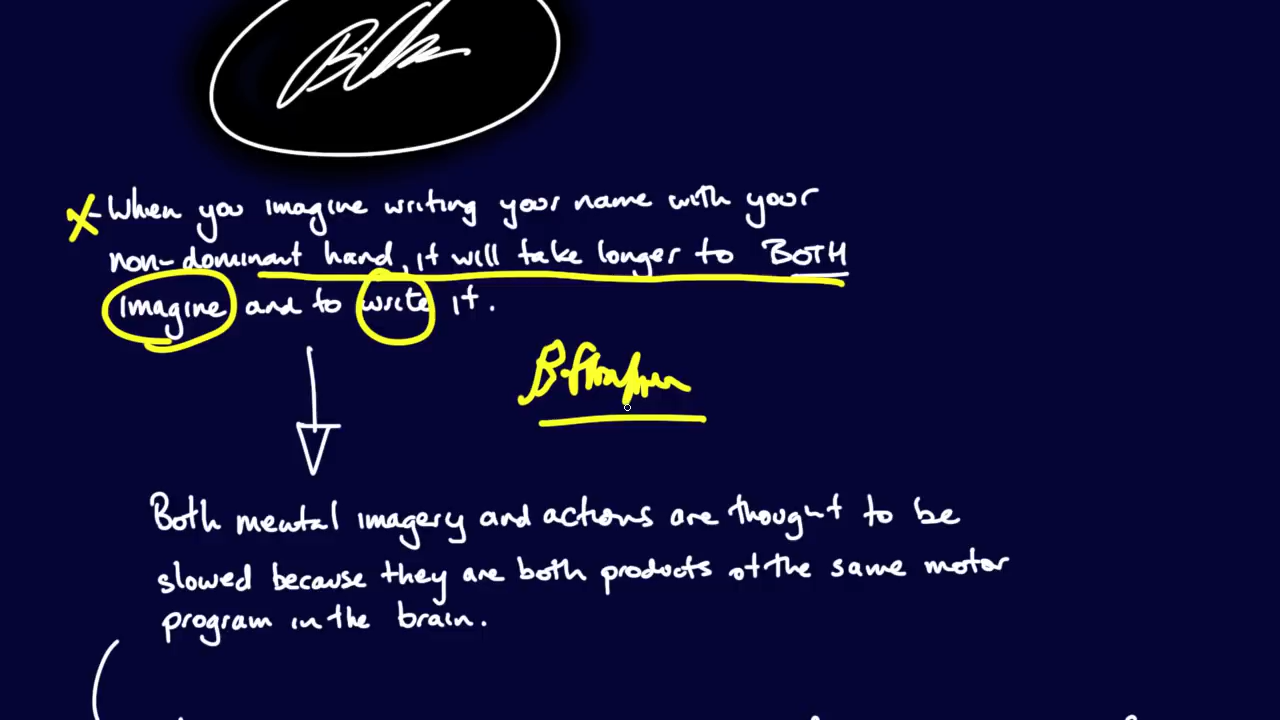 - When you imagine writing your name with your
non-dominant hand, it will take longer to BOTH
imagine and to write it.
Both mental imagery and actions are thought to be
slowed because they are both products of the same motor
program in the brain.